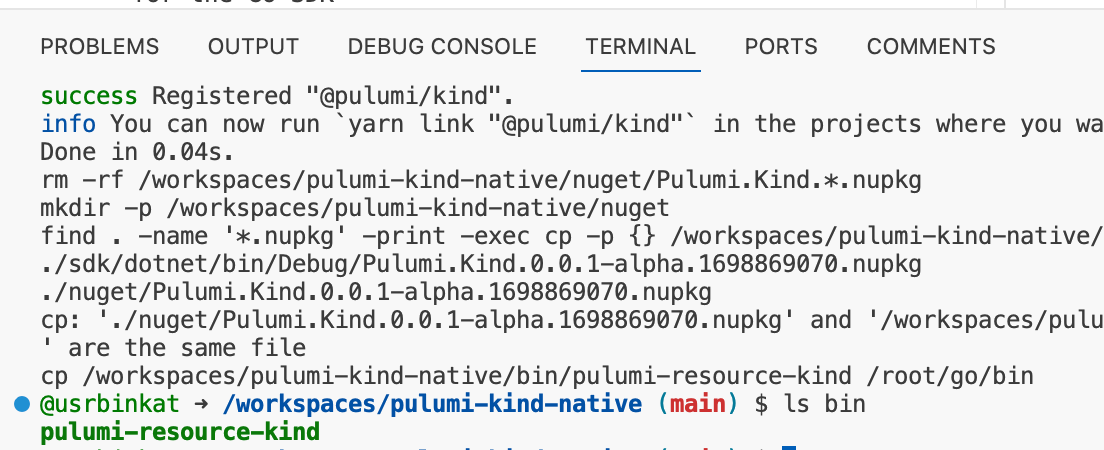 for the Go SDK
PROBLEMS OUTPUT DEBUG CONSOLE TERMINAL PORTS COMMENTS
success Registered "@pulumi/kind".
info You can now run `yarn link "@pulumi/kind"` in the projects where you wa
Done in 0.04s.
rm -rf /workspaces/pulumi-kind-native/nuget/Pulumi.Kind.*.nupkg
mkdir -p /workspaces/pulumi-kind-native/nuget
find . -name '*.nupkg' -print -exec cp -p {} /workspaces/pulumi-kind-native/
./sdk/dotnet/bin/Debug/Pulumi.Kind.0.0.1-alpha.1698869070.nupkg
./nuget/Pulumi.Kind.0.0.1-alpha.1698869070.nupkg
cp: './nuget/Pulumi.Kind.0.0.1-alpha.1698869070.nupkg' and '/workspaces/pulu
' are the same file
cp /workspaces/pulumi-kind-native/bin/pulumi-resource-kind /root/go/bin
@usrbinkat → /workspaces/pulumi-kind-native (main) $ ls bin
pulumi-resource-kind